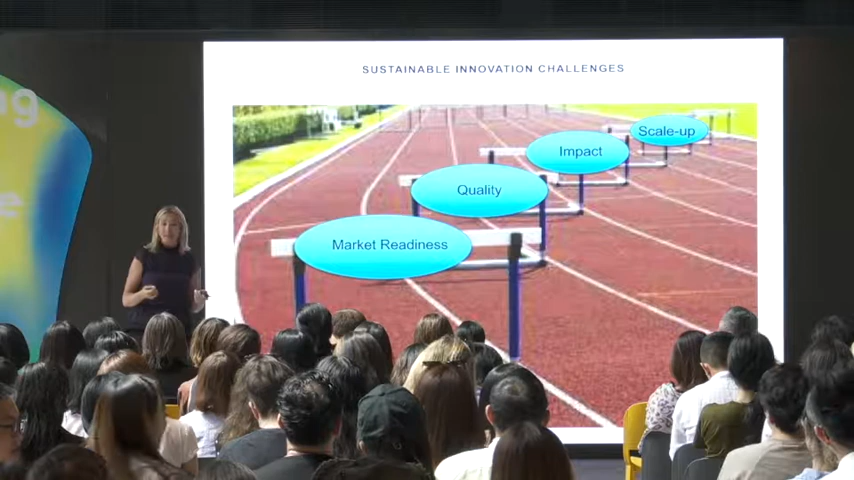 SUSTAINABLE INNOVATION CHALLENGES
Scale-up
Impact
Quality
Market Readiness